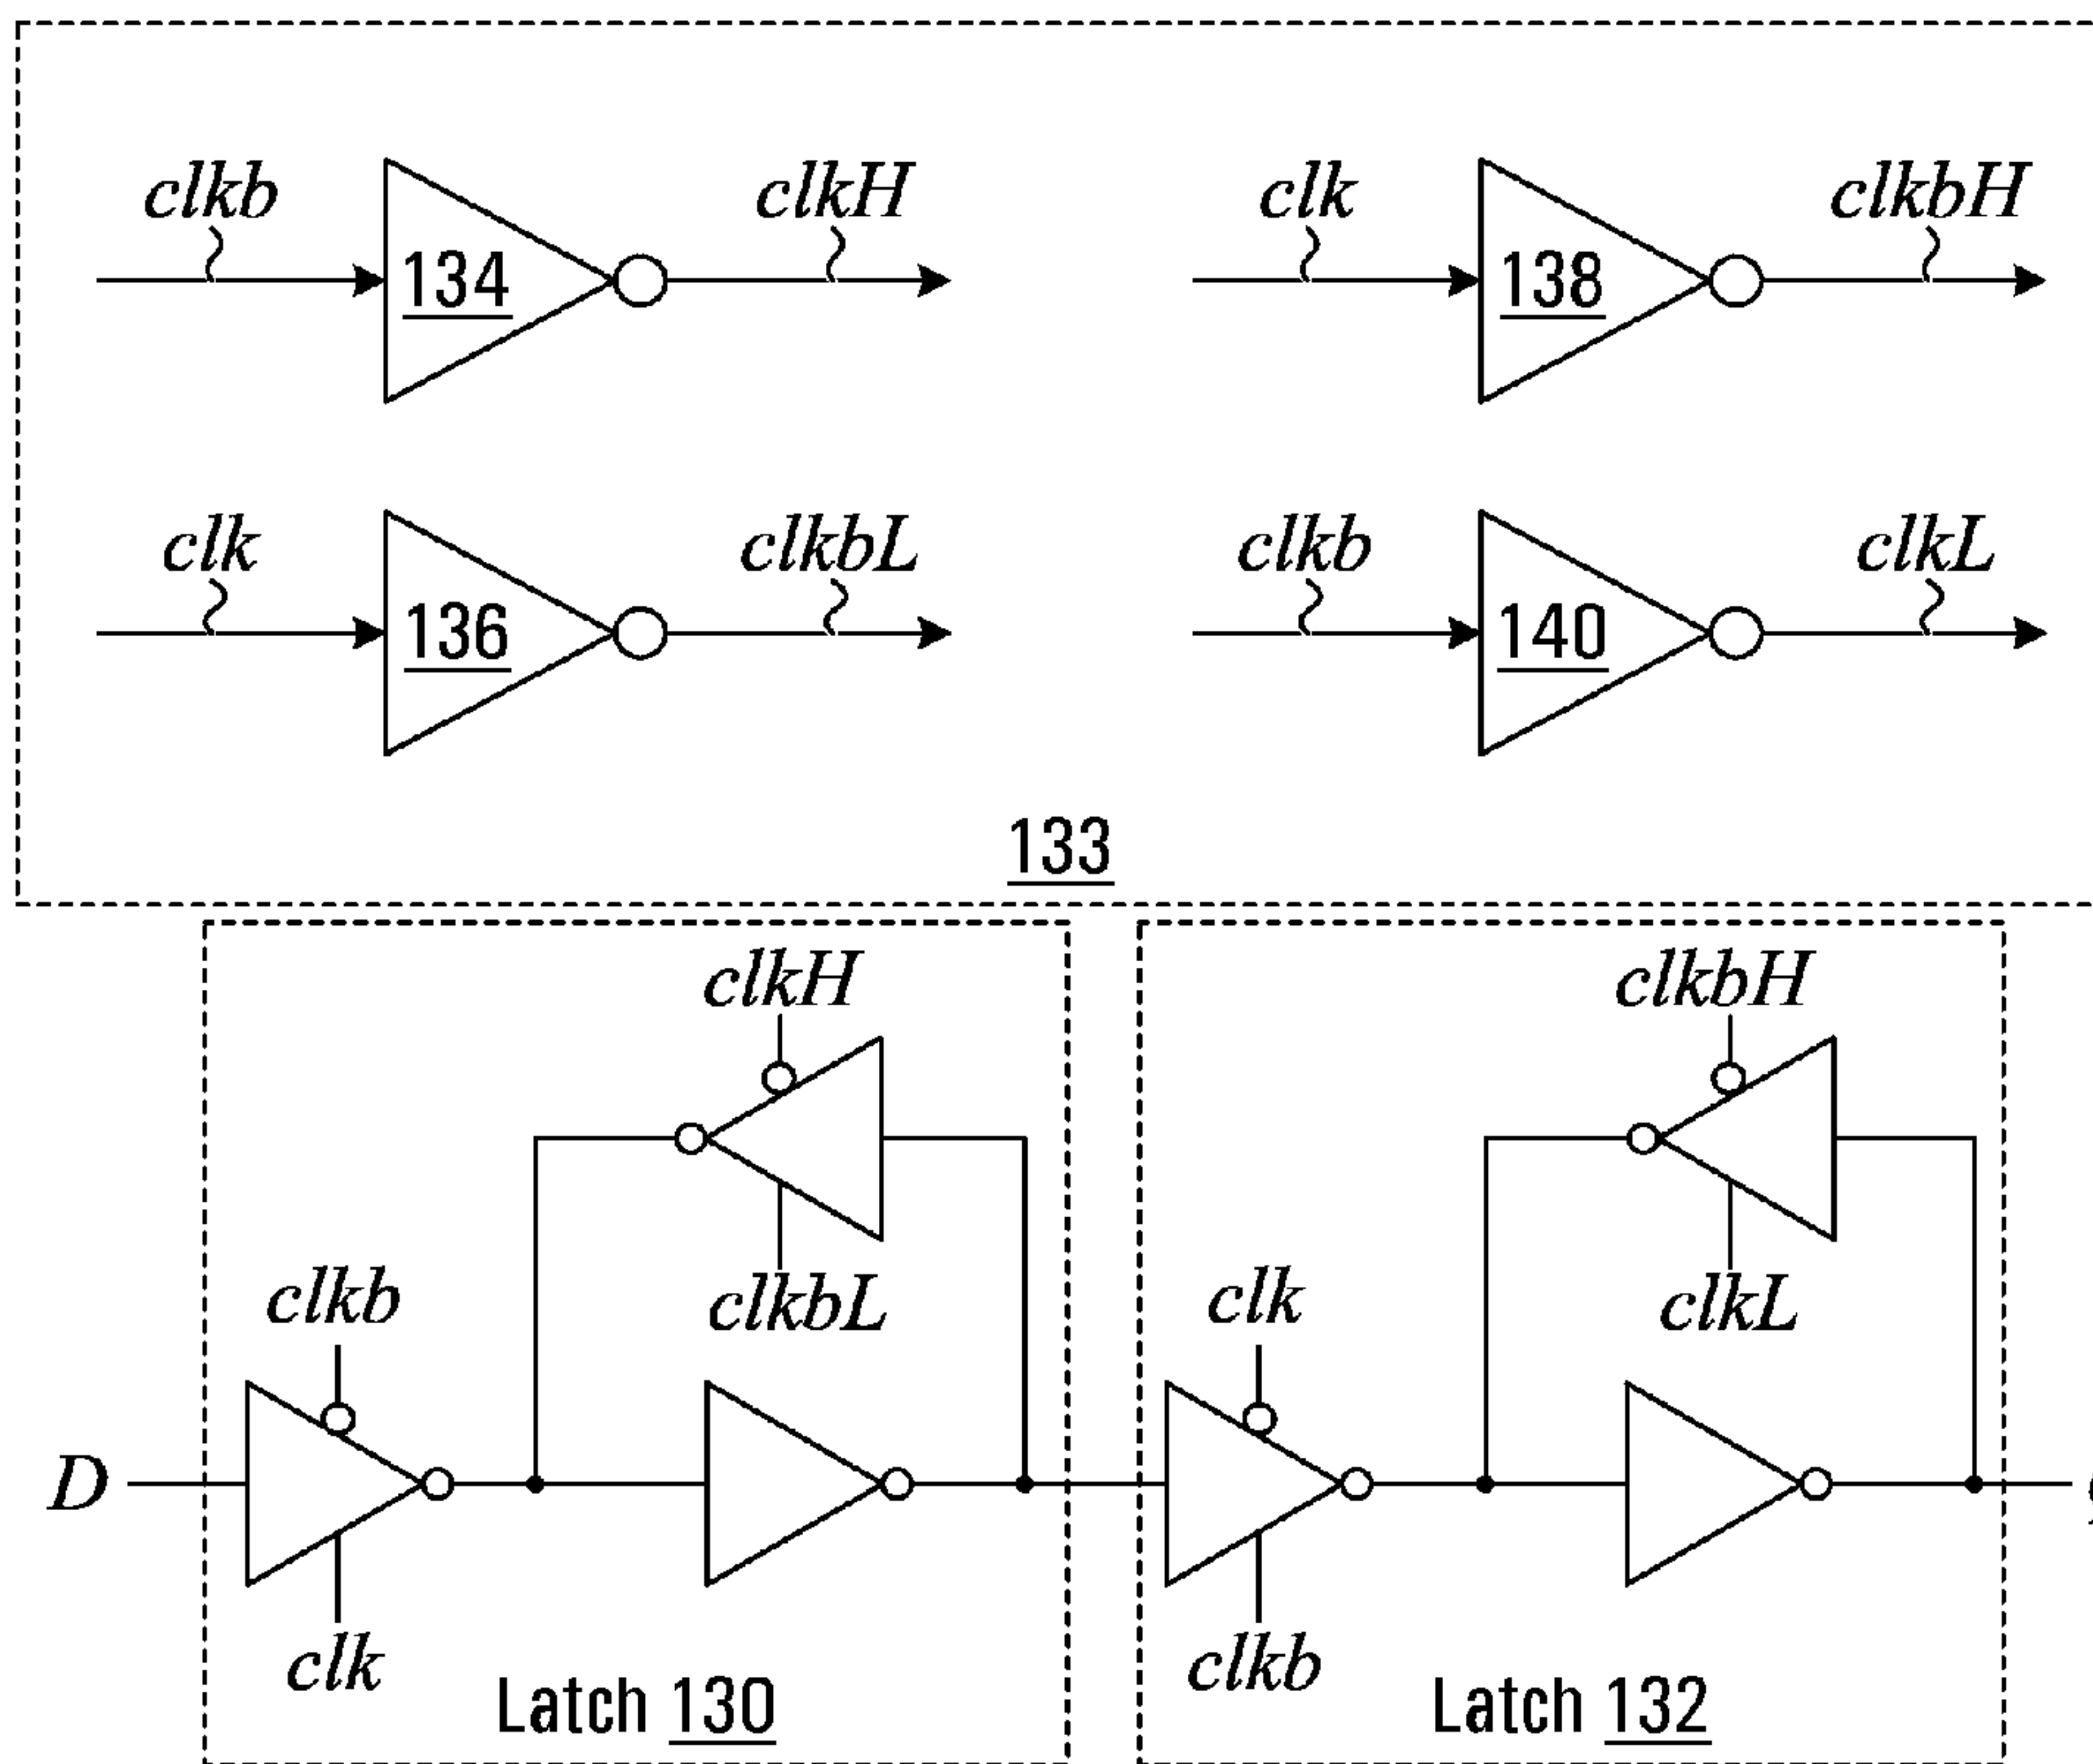 clkb clkH clk clkbH
134 138
clk clkbL clkb clkL
136 140
133
clkH clkbH
clkb clkbL clk clkL
D
clk clkb
Latch 130 Latch 132